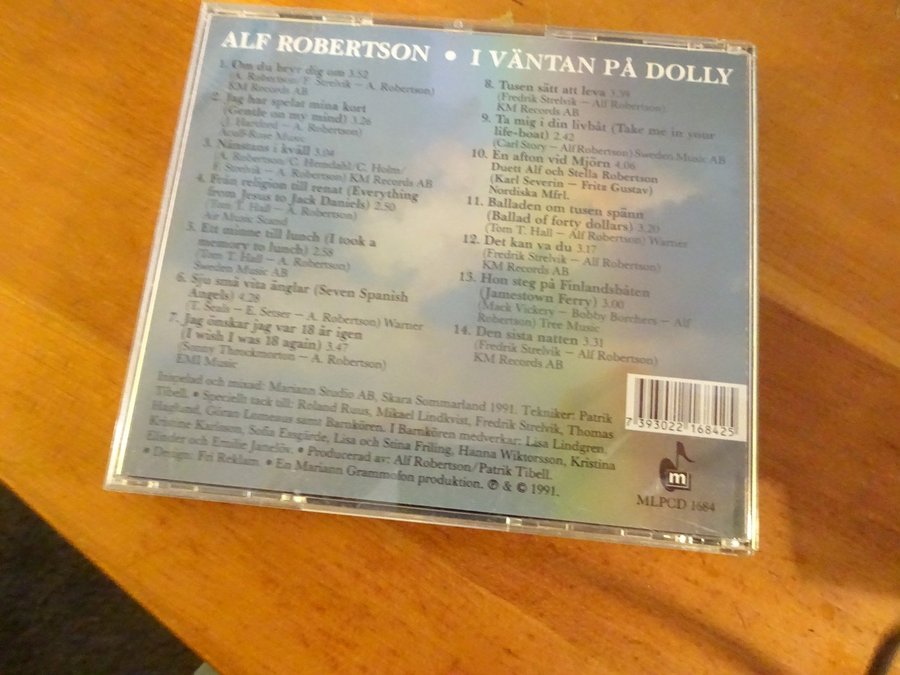 ALF ROBERTSON • I VÄNTAN PÅ DOLLY
1. Om du bryr dig om 3.52
(A. Robertson/F. Strelvik – A. Robertson)
KM Records AB
2. Jag har spelat mina kort
(Gentle on my mind) 3.26
(J. Hartford – A. Robertson)
Acuff-Rose Music
3. Nånstans i kväll 3.04
(A. Robertson/C. Hemdahl/C. Holm/
F. Strelvik – A. Robertson) KM Records AB
4. Från religion till renat (Everything
from Jesus to Jack Daniels) 2.50
(Tom T. Hall – A. Robertson)
Air Music Scand
5. Ett minne till lunch (I took a
memory to lunch) 2.58
(Tom T. Hall – A. Robertson)
Sweden Music AB
6. Sju små vita änglar (Seven Spanish
Angels) 4.28
(T. Seals – E. Setser – A. Robertson) Warner
7. Jag önskar jag var 18 år igen
(I wish I was 18 again) 3.47
(Sonny Throckmorton – A. Robertson)
EMI Music
8. Tusen sätt att leva 3.39
(Fredrik Strelvik – Alf Robertson)
KM Records AB
9. Ta mig i din livbåt (Take me in your
life-boat) 2.42
(Carl Story – Alf Robertson) Sweden Music AB
10. En afton vid Mjörn 4.06
Duett Alf och Stella Robertson
(Karl Severin – Fritz Gustav)
Nordiska Mfrl.
11. Balladen om tusen spänn
(Ballad of forty dollars) 3.20
(Tom T. Hall – Alf Robertson) Warner
12. Det kan va du 3.17
(Fredrik Strelvik – Alf Robertson)
KM Records AB
13. Hon steg på Finlandsbåten
(Jamestown Ferry) 3.00
(Mack Vickery – Bobby Borchers – Alf
Robertson) Tree Music
14. Den sista natten 3.31
(Fredrik Strelvik – Alf Robertson)
KM Records AB
Inspelad och mixad: Mariann Studio AB, Skara Sommarland 1991. Tekniker: Patrik
Tibell. • Speciellt tack till: Roland Ruus, Mikael Lindkvist, Fredrik Strelvik, Thomas
Haglund, Göran Lomeaus samt Barnkören. I Barnkören medverkar: Lisa Lindgren,
Kristine Karlsson, Sofia Essgärde, Lisa och Stina Friling, Hanna Wiktorsson, Kristina
Elinder och Emilie Janelöv. • Producerad av: Alf Robertson/Patrik Tibell.
• Design: Fri Reklam. • En Mariann Grammofon produktion. ℗ & © 1991.
7 393022 168425
m
MLPCD 1684